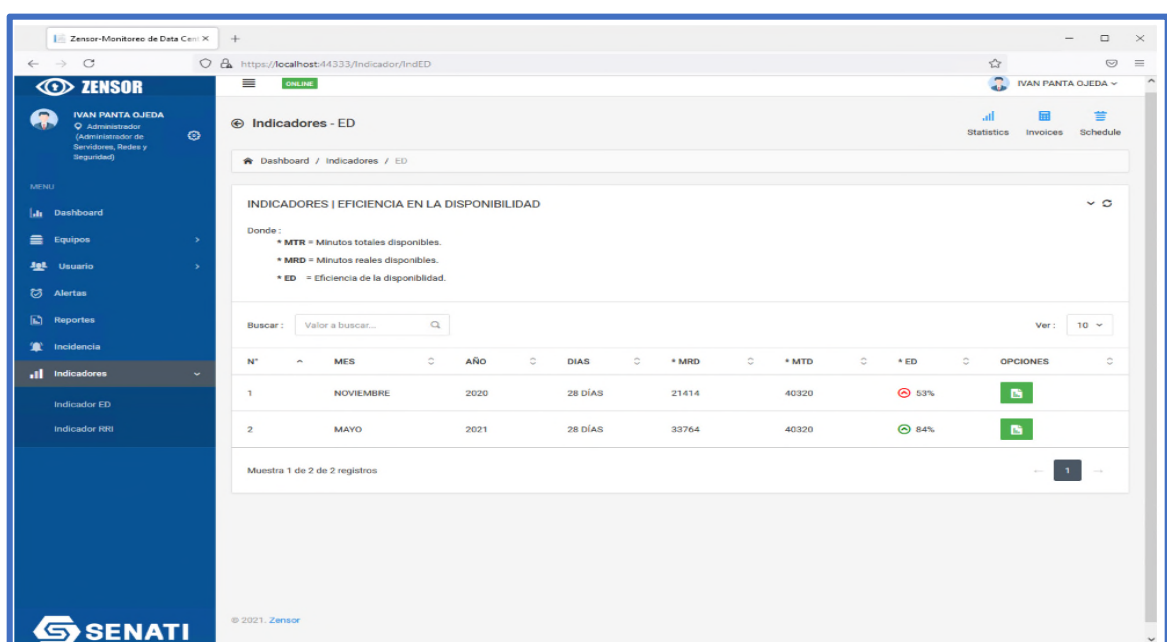 Zensor-Monitoreo de Data Cent
https://localhost:44333/Indicador/IndED
ZENSOR
ONLINE
IVAN PANTA OJEDA
IVAN PANTA OJEDA
Administrador
(Administrador de
Servidores, Redes y
Seguridad)
Indicadores - ED
Statistics Invoices Schedule
Dashboard / Indicadores / ED
MENU
Dashboard
Equipos
Usuario
Alertas
Reportes
Incidencia
Indicadores
Indicador ED
Indicador RRI
INDICADORES | EFICIENCIA EN LA DISPONIBILIDAD
Donde :
* MTR = Minutos totales disponibles.
* MRD = Minutos reales disponibles.
* ED = Eficiencia de la disponiblidad.
Buscar : Valor a buscar... Ver : 10
N° MES AÑO DIAS * MRD * MTD * ED OPCIONES
1 NOVIEMBRE 2020 28 DÍAS 21414 40320 53%
2 MAYO 2021 28 DÍAS 33764 40320 84%
Muestra 1 de 2 de 2 registros ← 1 →
© 2021. Zensor
SENATI